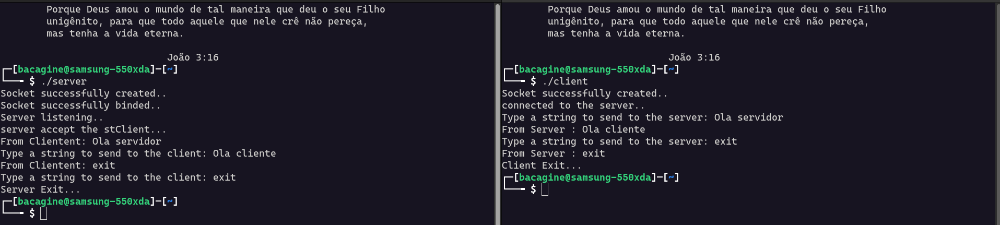 Porque Deus amou o mundo de tal maneira que deu o seu Filho
unigênito, para que todo aquele que nele crê não pereça,
mas tenha a vida eterna.
João 3:16
[bacagine@samsung-550xda]-[~]
$ ./server
Socket successfully created..
Socket successfully binded..
Server listening..
server accept the stClient...
From Clientent: Ola servidor
Type a string to send to the client: Ola cliente
From Clientent: exit
Type a string to send to the client: exit
Server Exit...
[bacagine@samsung-550xda]-[~]
$
Porque Deus amou o mundo de tal maneira que deu o seu Filho
unigênito, para que todo aquele que nele crê não pereça,
mas tenha a vida eterna.
João 3:16
[bacagine@samsung-550xda]-[~]
$ ./client
Socket successfully created..
connected to the server..
Type a string to send to the server: Ola servidor
From Server : Ola cliente
Type a string to send to the server: exit
From Server : exit
Client Exit...
[bacagine@samsung-550xda]-[~]
$